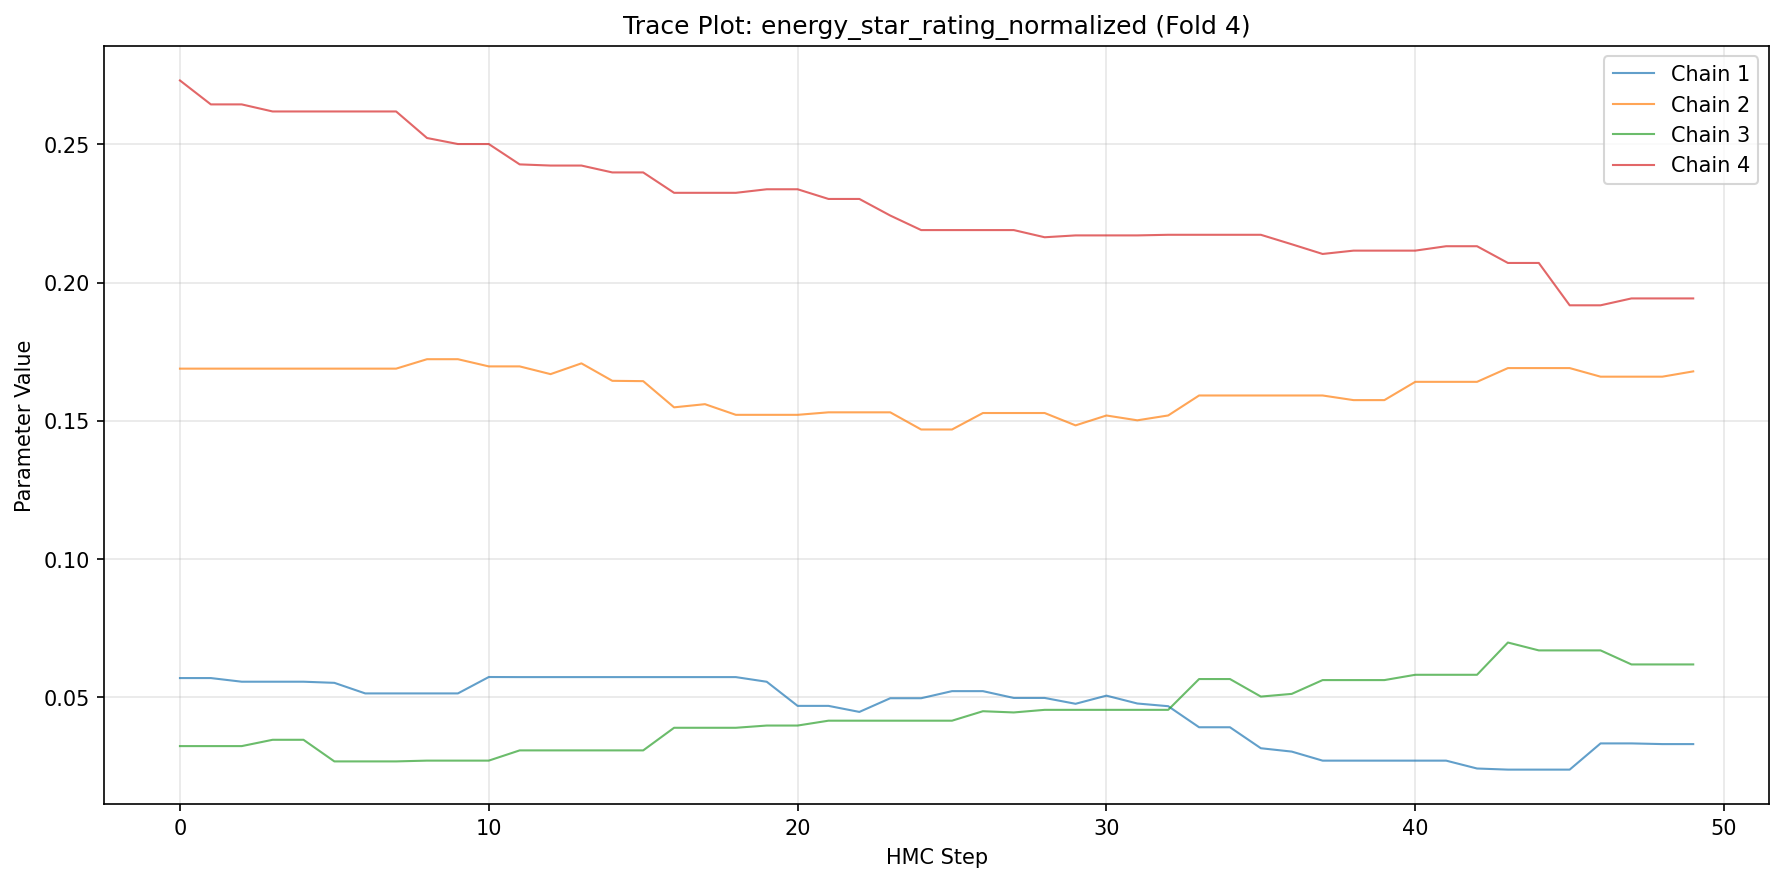 Trace Plot: energy_star_rating_normalized (Fold 4)
Chain 1
Chain 2
Chain 3
Chain 4
Parameter Value
0.25
0.20
0.15
0.10
0.05
0 10 20 30 40 50
HMC Step